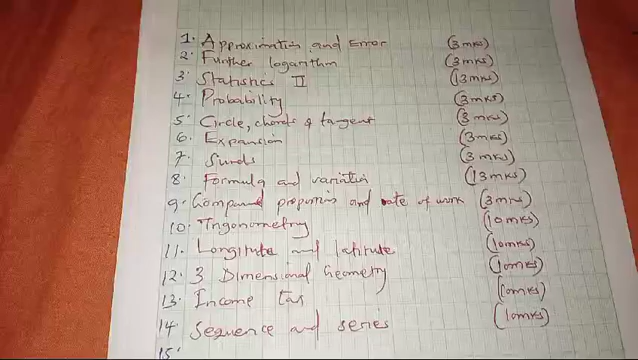 1. Approximation and Error (3mks)
2. Further logarithm (3mks)
3. Statistics II (13mks)
4. Probability (3mks)
5. Circle, chords & tangent (3mks)
6. Expansion (3mks)
7. Surds (3mks)
8. Formula and variation (13mks)
9. Compound proportion and rate of work (3mks)
10. Trigonometry (10mks)
11. Longitute and latitute (10mks)
12. 3 Dimensional Geometry (10mks)
13. Income tax (10mks)
14 Sequence and series (10mks)
15.